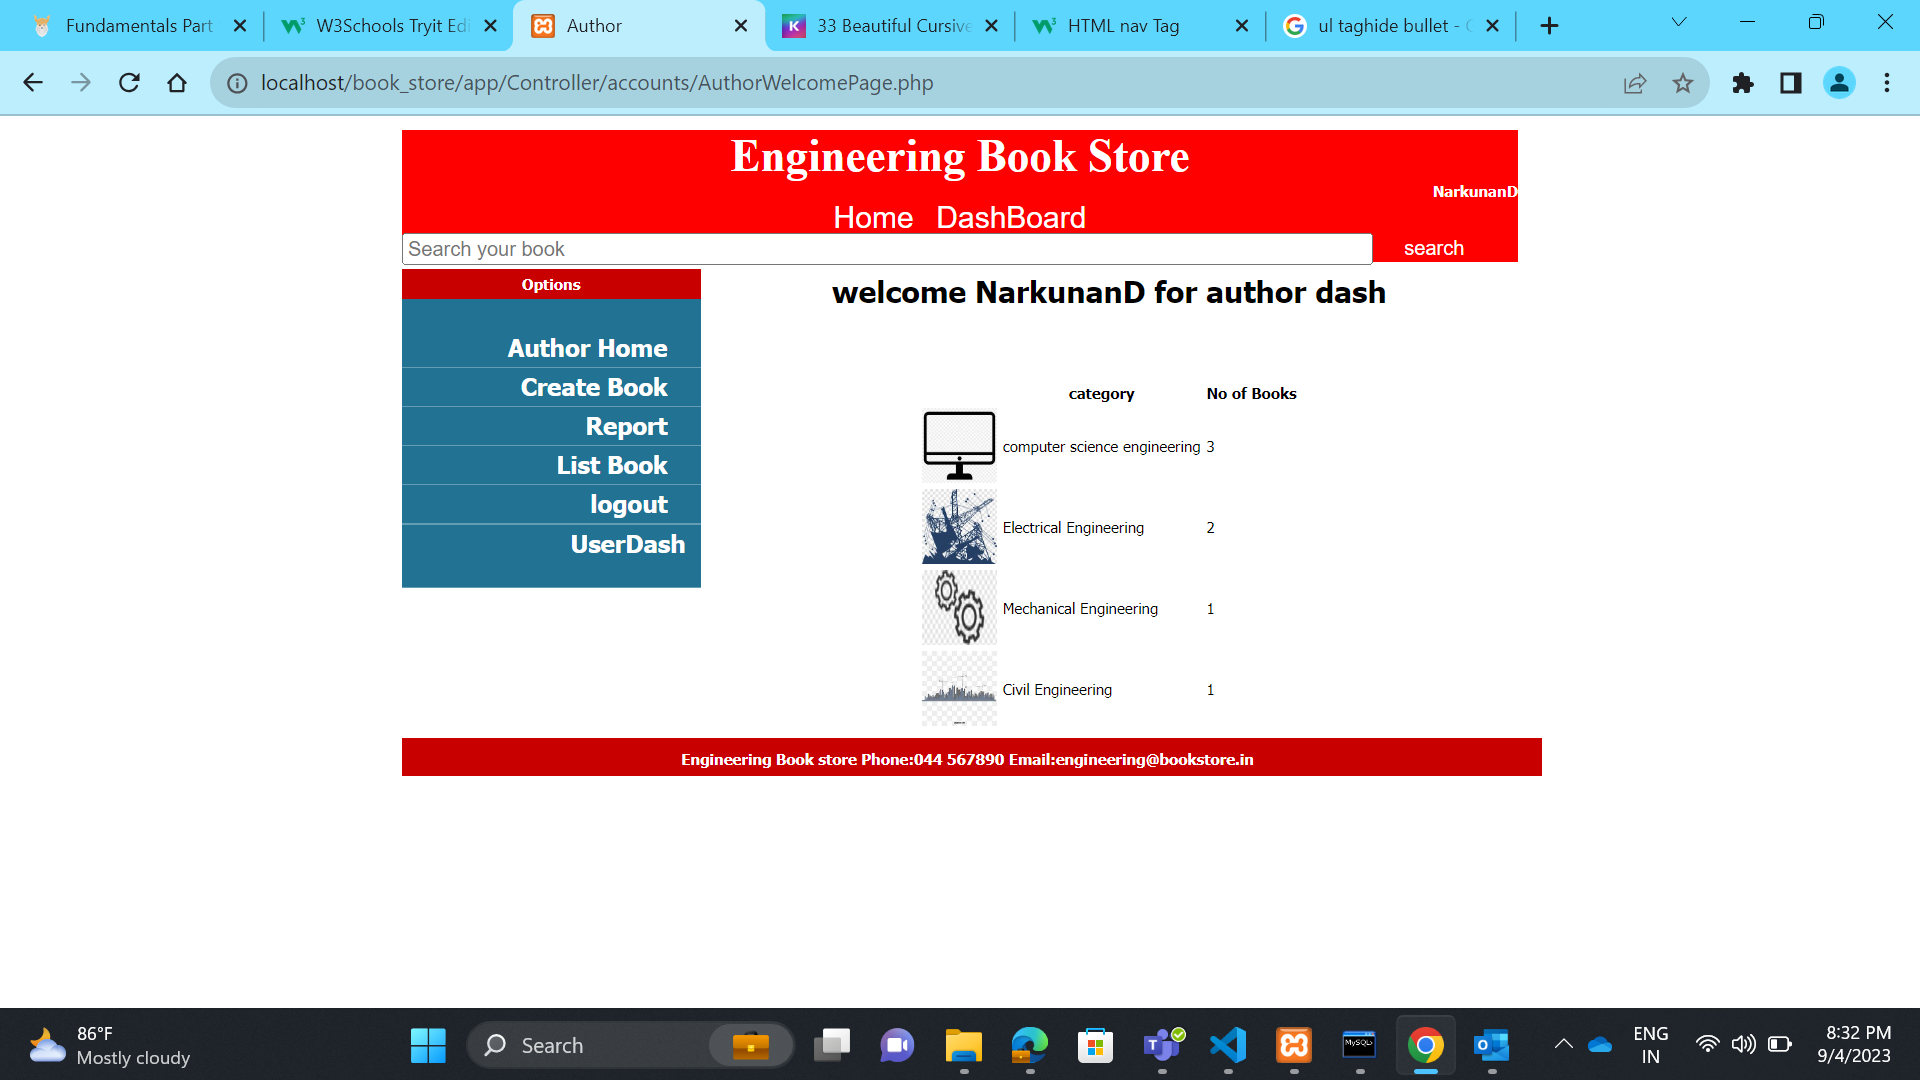 Fundamentals Part
W3Schools Tryit Edi
Author
33 Beautiful Cursive
HTML nav Tag
ul taghide bullet - G
localhost/book_store/app/Controller/accounts/AuthorWelcomePage.php
Engineering Book Store
NarkunanD
Home DashBoard
Search your book
search
Options
Author Home
Create Book
Report
List Book
logout
UserDash
welcome NarkunanD for author dash
category No of Books
computer science engineering 3
Electrical Engineering 2
Mechanical Engineering 1
Civil Engineering 1
Engineering Book store Phone:044 567890 Email:engineering@bookstore.in
86°F
Mostly cloudy
Search
MySQL>
ENG
IN
8:32 PM
9/4/2023